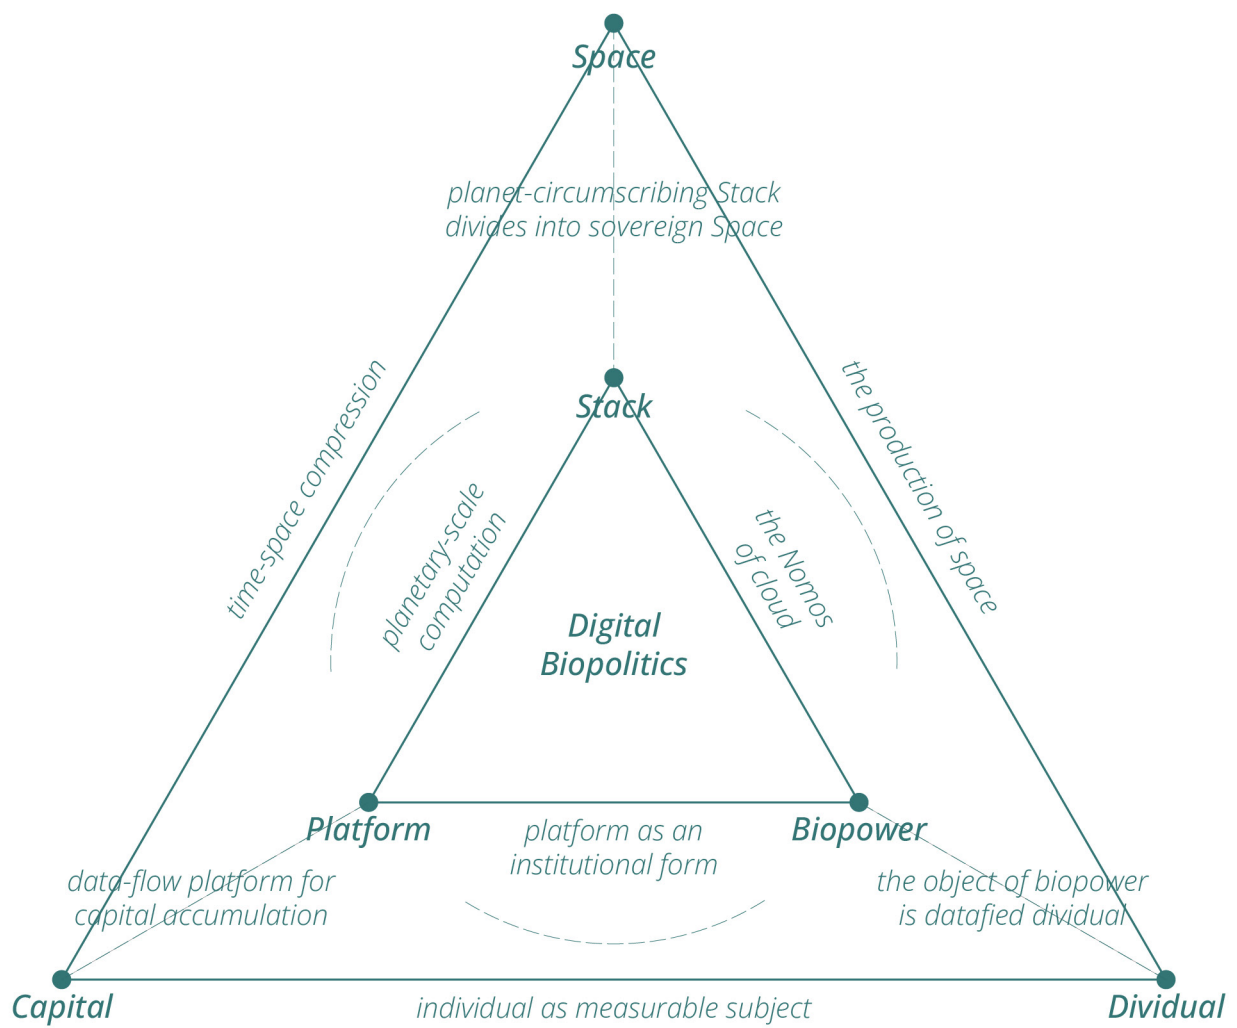 Space
planet-circumscribing Stack
divides into sovereign Space
time-space compression
the production of space
Stack
planetary-scale
computation
the Nomos
of cloud
Digital
Biopolitics
Platform
Biopower
platform as an
institutional form
data-flow platform for
capital accumulation
the object of biopower
is datafied dividual
Capital
individual as measurable subject
Dividual